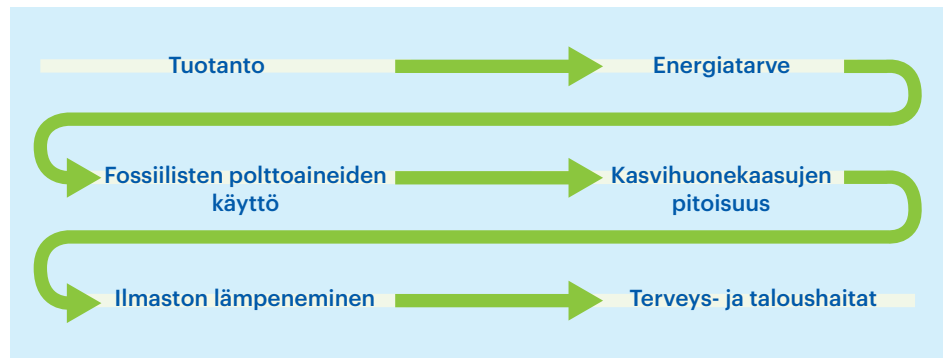 Tuotanto
Energiatarve
Fossiilisten polttoaineiden
käyttö
Kasvihuonekaasujen
pitoisuus
Ilmaston lämpeneminen
Terveys- ja taloushaitat